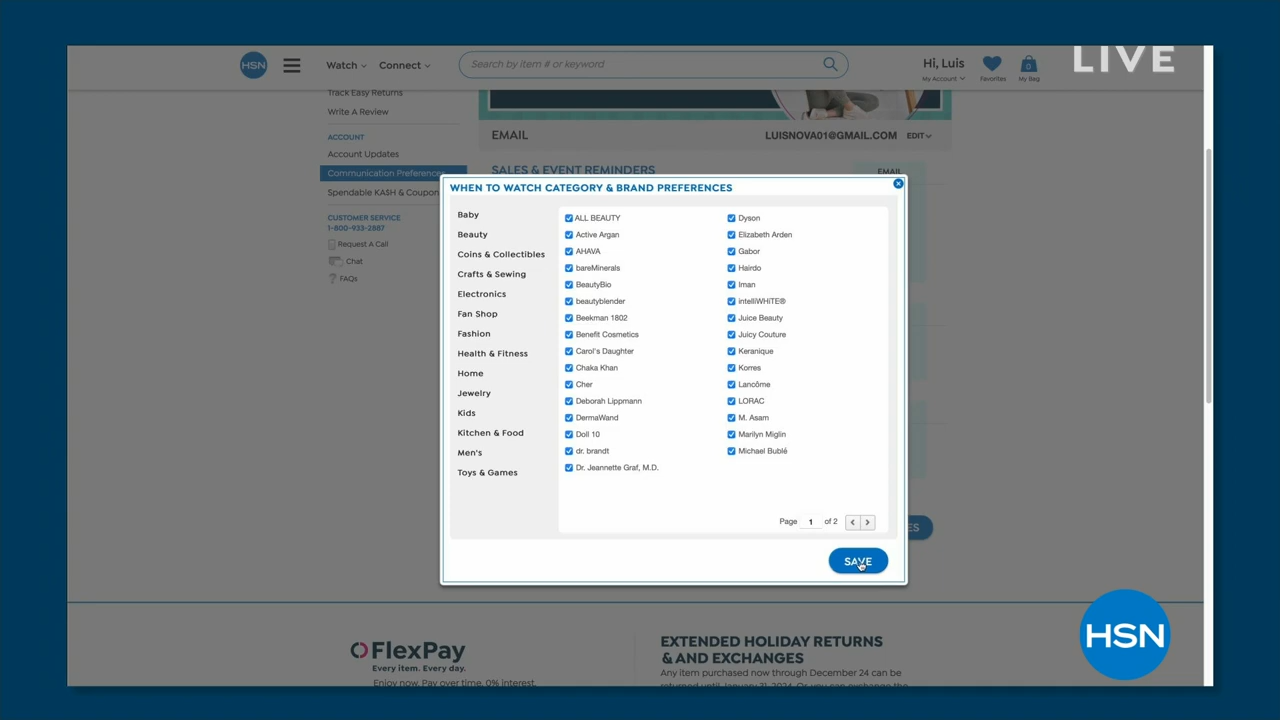 LIVE
HSN
Watch
Connect
Search by item # or keyword
Hi, Luis
My Account
Favorites
0
My Bag
Track Easy Returns
Write A Review
ACCOUNT
Account Updates
Communication Preferences
Spendable KASH & Coupon
CUSTOMER SERVICE
1-800-933-2887
Request A Call
Chat
FAQs
EMAIL
LUISNOVA01@GMAIL.COM
EDIT
SALES & EVENT REMINDERS
EMAIL
WHEN TO WATCH CATEGORY & BRAND PREFERENCES
Baby
Beauty
Coins & Collectibles
Crafts & Sewing
Electronics
Fan Shop
Fashion
Health & Fitness
Home
Jewelry
Kids
Kitchen & Food
Men's
Toys & Games
ALL BEAUTY
Active Argan
AHAVA
bareMinerals
BeautyBio
beautyblender
Beekman 1802
Benefit Cosmetics
Carol's Daughter
Chaka Khan
Cher
Deborah Lippmann
DermaWand
Doll 10
dr. brandt
Dr. Jeannette Graf, M.D.
Dyson
Elizabeth Arden
Gabor
Hairdo
Iman
intelliWHiTE®
Juice Beauty
Juicy Couture
Keranique
Korres
Lancôme
LORAC
M. Asam
Marilyn Miglin
Michael Bublé
Page 1 of 2
SAVE
ES
FlexPay
Every item. Every day.
Enjoy now. Pay over time. 0% interest.
EXTENDED HOLIDAY RETURNS
& AND EXCHANGES
Any item purchased now through December 24 can be
HSN